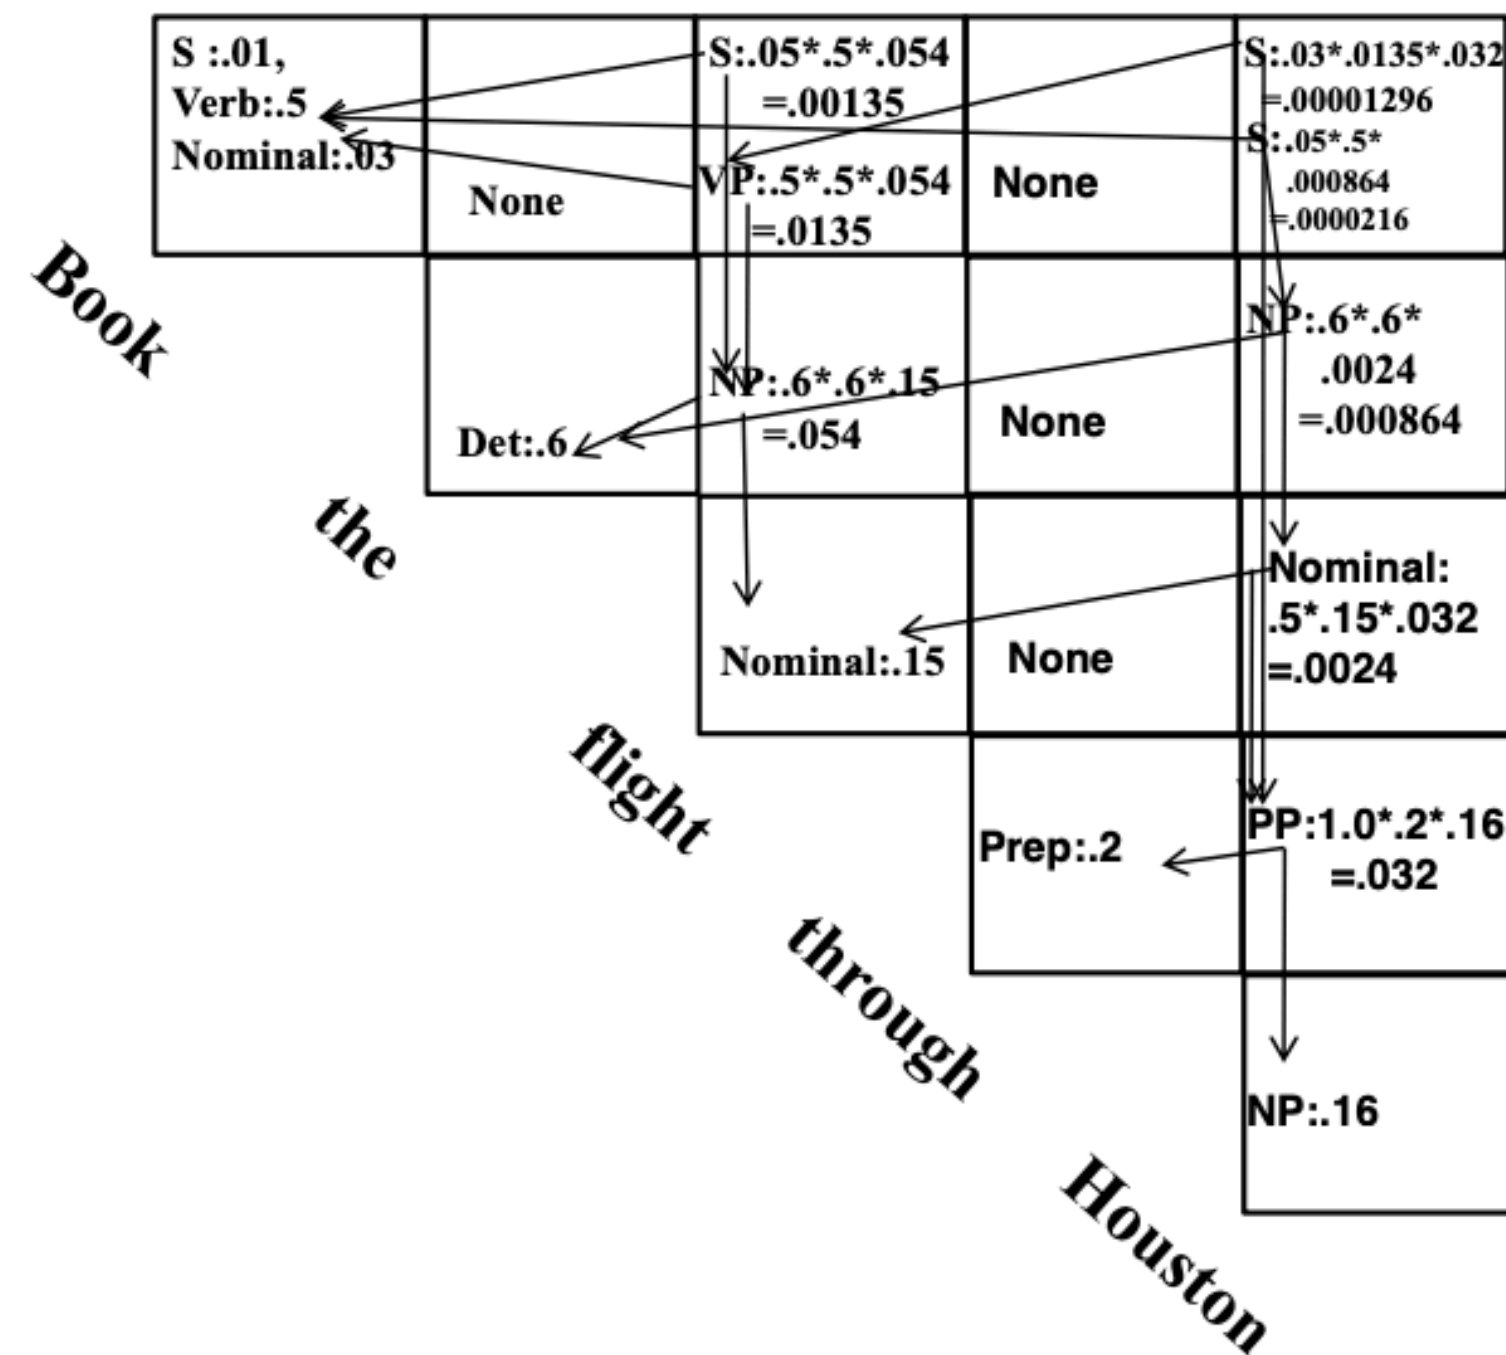 S :.01,
Verb:.5
Nominal:.03
None
S:.05*.5*.054
=.00135
VP:.5*.5*.054
=.0135
None
S:.03*.0135*.032
=.00001296
S:.05*.5*
.000864
=.0000216
Book
Det:.6
NP:.6*.6*.15
=.054
None
NP:.6*.6*
.0024
=.000864
the
Nominal:.15
None
Nominal:
.5*.15*.032
=.0024
flight
Prep:.2
PP:1.0*.2*.16
=.032
through
NP:.16
Houston